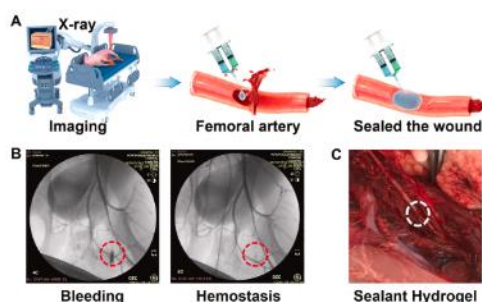 A
X-ray
Imaging
Femoral artery
Sealed the wound
B
C
Bleeding
Hemostasis
Sealant Hydrogel